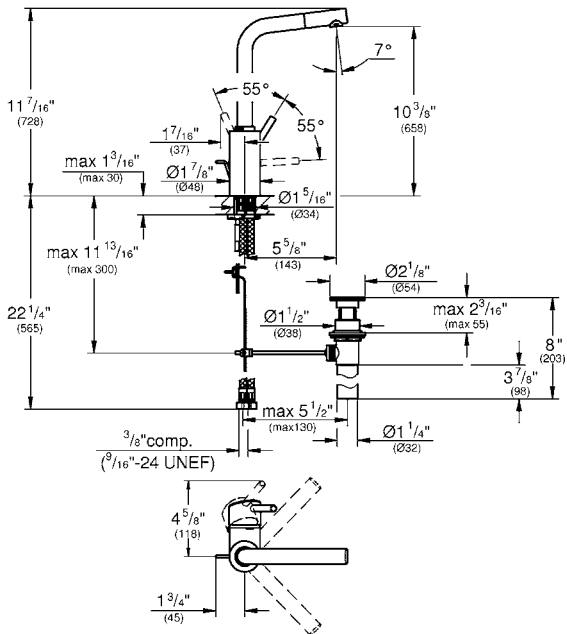 7°
11 7/16"
(728)
55°
10 3/8"
(658)
1 7/16"
(37)
55°
max 1 3/16"
(max 30)
Ø1 7/8"
(Ø48)
Ø1 5/16"
(Ø34)
max 11 13/16"
(max 300)
5 5/8"
(143)
Ø2 1/8"
(Ø54)
22 1/4"
(565)
Ø1 1/2"
(Ø38)
max 2 3/16"
(max 55)
8"
(203)
3 7/8"
(98)
max 5 1/2"
(max130)
3/8"comp.
(9/16"-24 UNEF)
Ø1 1/4"
(Ø32)
4 5/8"
(118)
1 3/4"
(45)